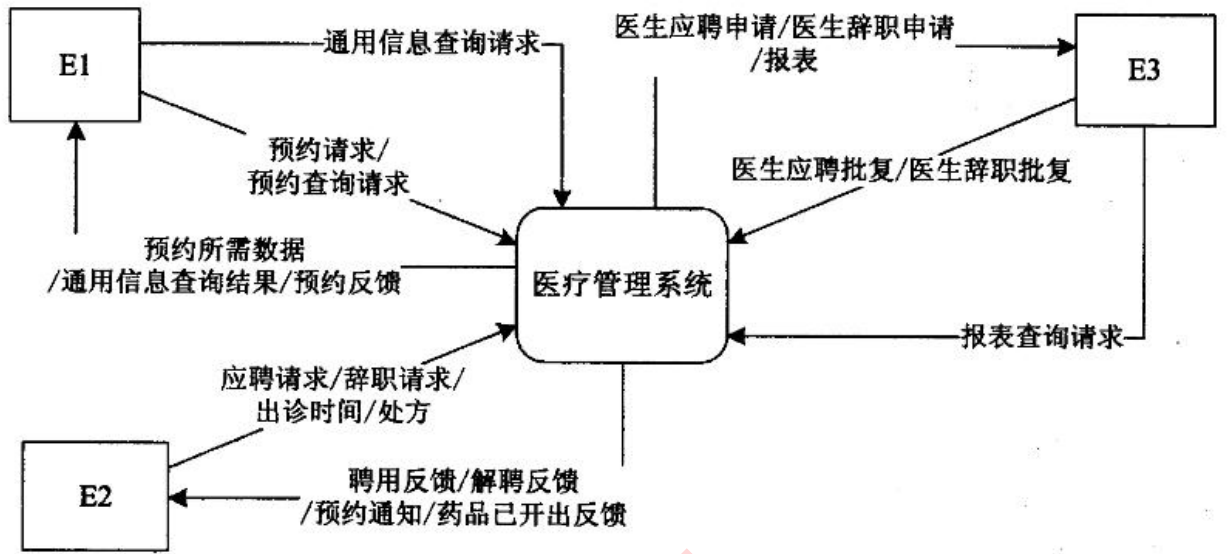 E1
通用信息查询请求
医生应聘申请/医生辞职申请
/报表
E3
预约请求/
预约查询请求
医生应聘批复/医生辞职批复
预约所需数据
/通用信息查询结果/预约反馈
医疗管理系统
报表查询请求
应聘请求/辞职请求/
出诊时间/处方
E2
聘用反馈/解聘反馈
/预约通知/药品已开出反馈